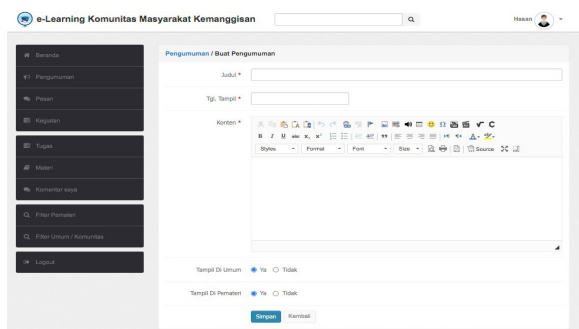 e-Learning Komunitas Masyarakat Kemanggisan
Hasan
Beranda
Pengumuman
Pesan
Kegiatan
Tugas
Materi
Komentar saya
Filter Pemateri
Filter Umum / Komunitas
Logout
Pengumuman / Buat Pengumuman
Judul *
Tgl. Tampil *
Konten *
B I U abc x, x'
Styles Format Font Size Source
Tampil Di Umum Ya Tidak
Tampil Di Pemateri Ya Tidak
Simpan Kembali